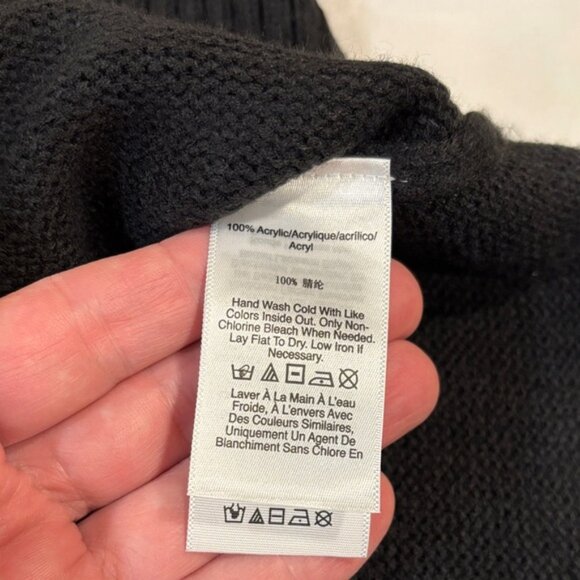 100% Acrylic/Acrylique/acrílico/
Acryl
100% 腈纶
Hand Wash Cold With Like
Colors Inside Out. Only Non-
Chlorine Bleach When Needed.
Lay Flat To Dry. Low Iron If
Necessary.
Laver À La Main À L'eau
Froide, À L'envers Avec
Des Couleurs Similaires,
Uniquement Un Agent De
Blanchiment Sans Chlore En